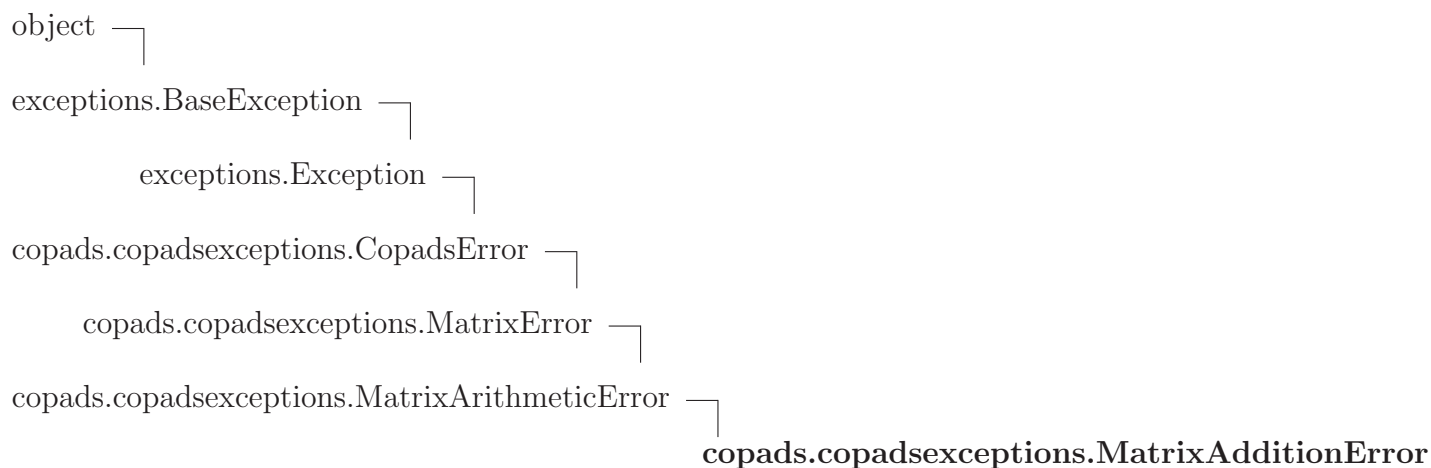 object
exceptions.BaseException
exceptions.Exception
copads.copadsexceptions.CopadsError
copads.copadsexceptions.MatrixError
copads.copadsexceptions.MatrixArithmeticError
copads.copadsexceptions.MatrixAdditionError